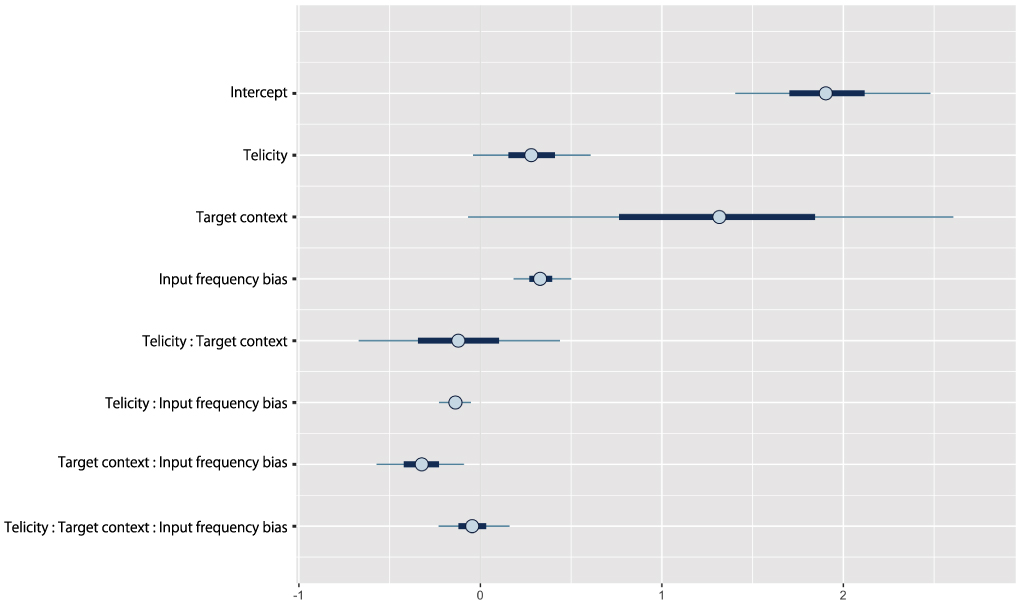 Intercept
Telicity
Target context
Input frequency bias
Telicity : Target context
Telicity : Input frequency bias
Target context : Input frequency bias
Telicity : Target context : Input frequency bias
-1 0 1 2